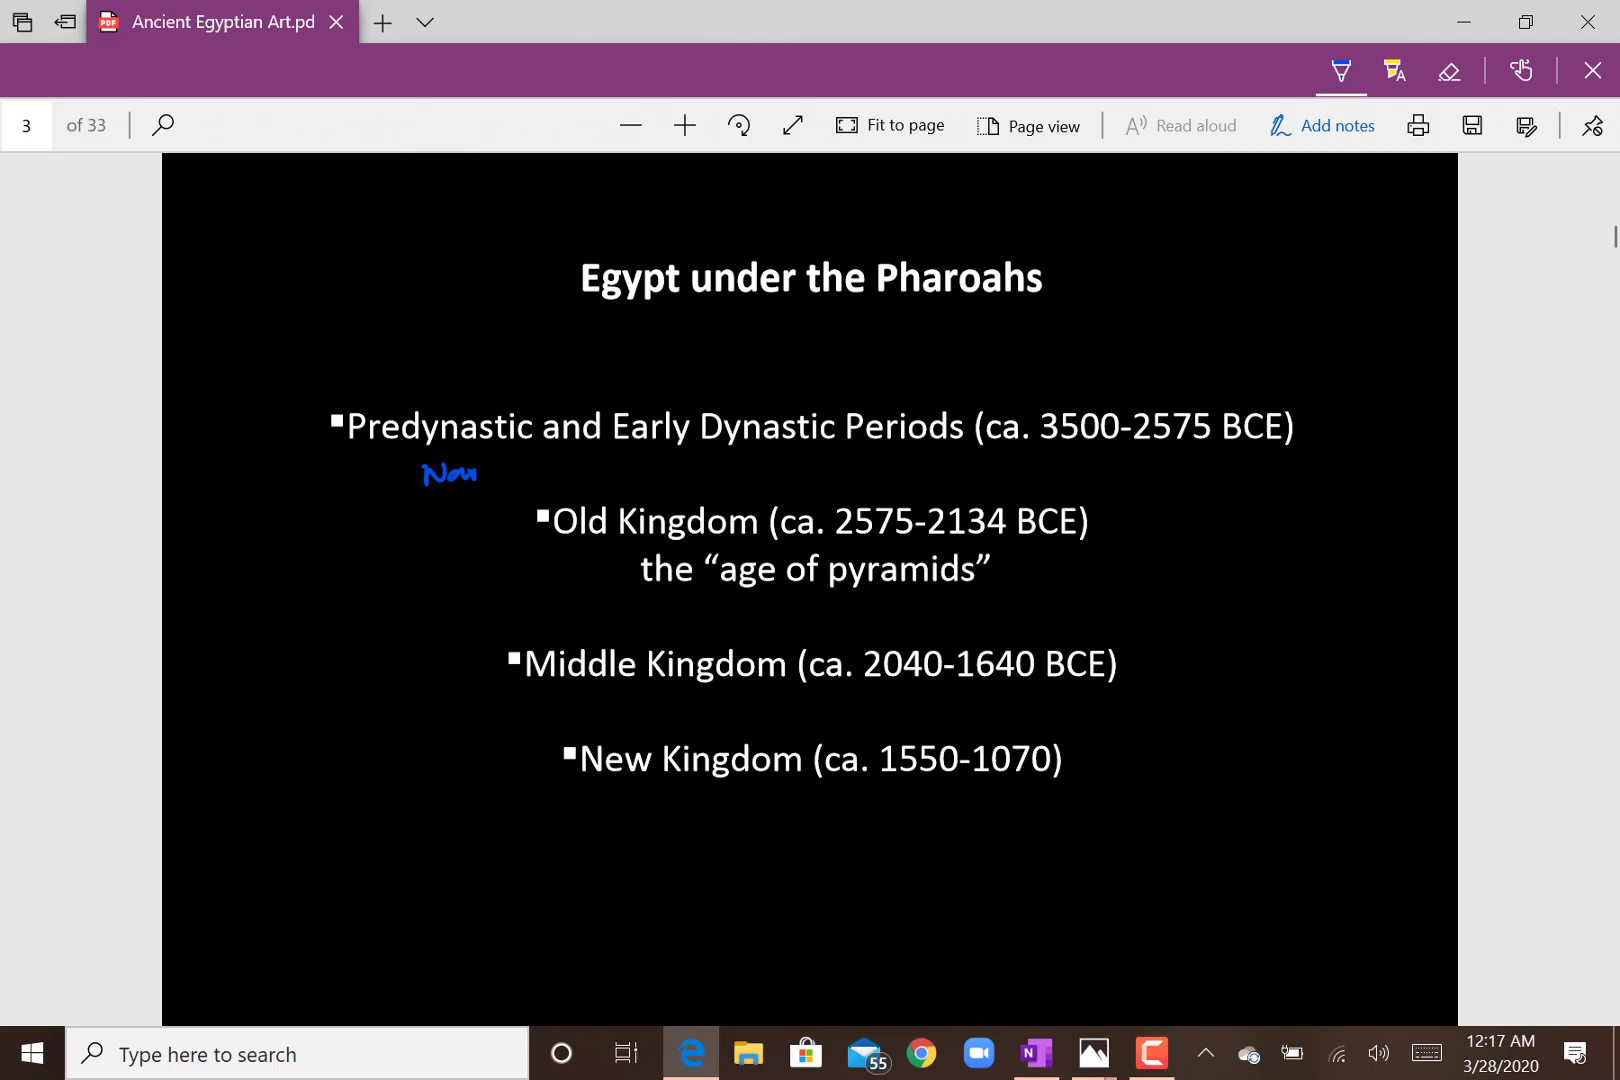 Ancient Egyptian Art.pd
3 of 33
Fit to page
Page view
Read aloud
Add notes
Egypt under the Pharoahs
▪Predynastic and Early Dynastic Periods (ca. 3500-2575 BCE)
▪Old Kingdom (ca. 2575-2134 BCE)
the “age of pyramids”
▪Middle Kingdom (ca. 2040-1640 BCE)
▪New Kingdom (ca. 1550-1070)
Type here to search
55
12:17 AM
3/28/2020